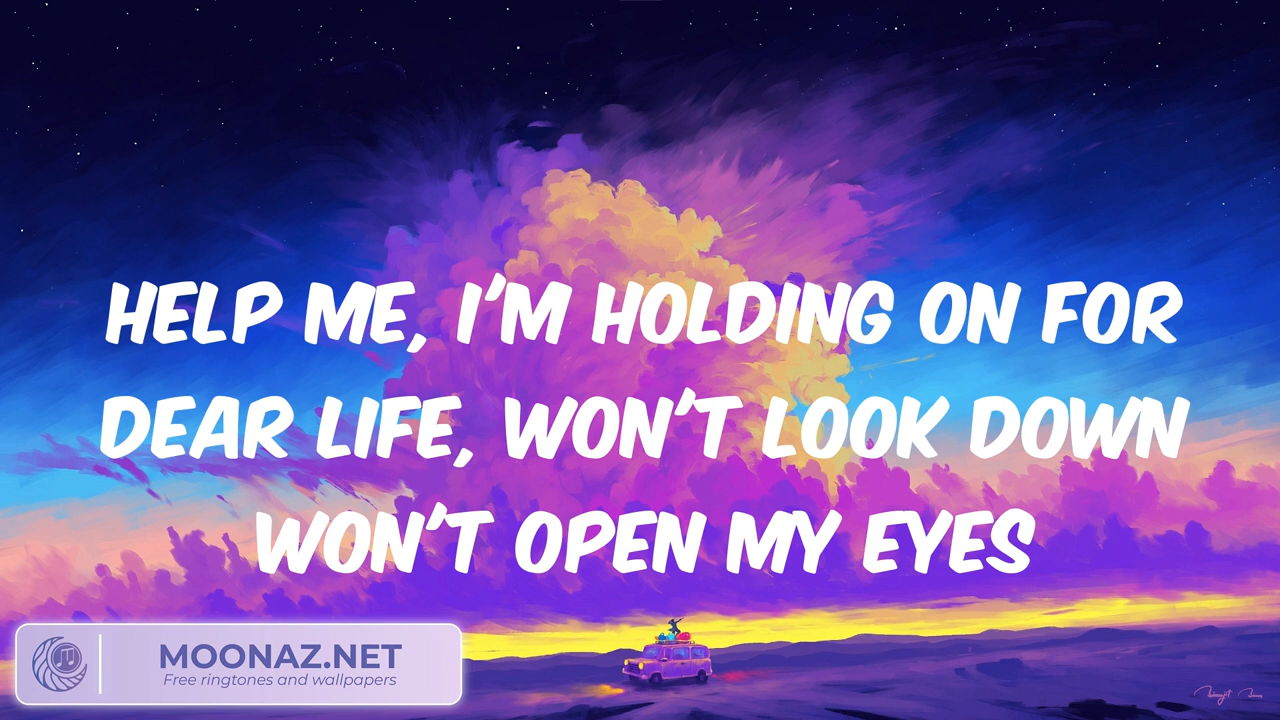 HELP ME, I'M HOLDING ON FOR
DEAR LIFE, WON'T LOOK DOWN
WON'T OPEN MY EYES
MOONAZ.NET
Free ringtones and wallpapers